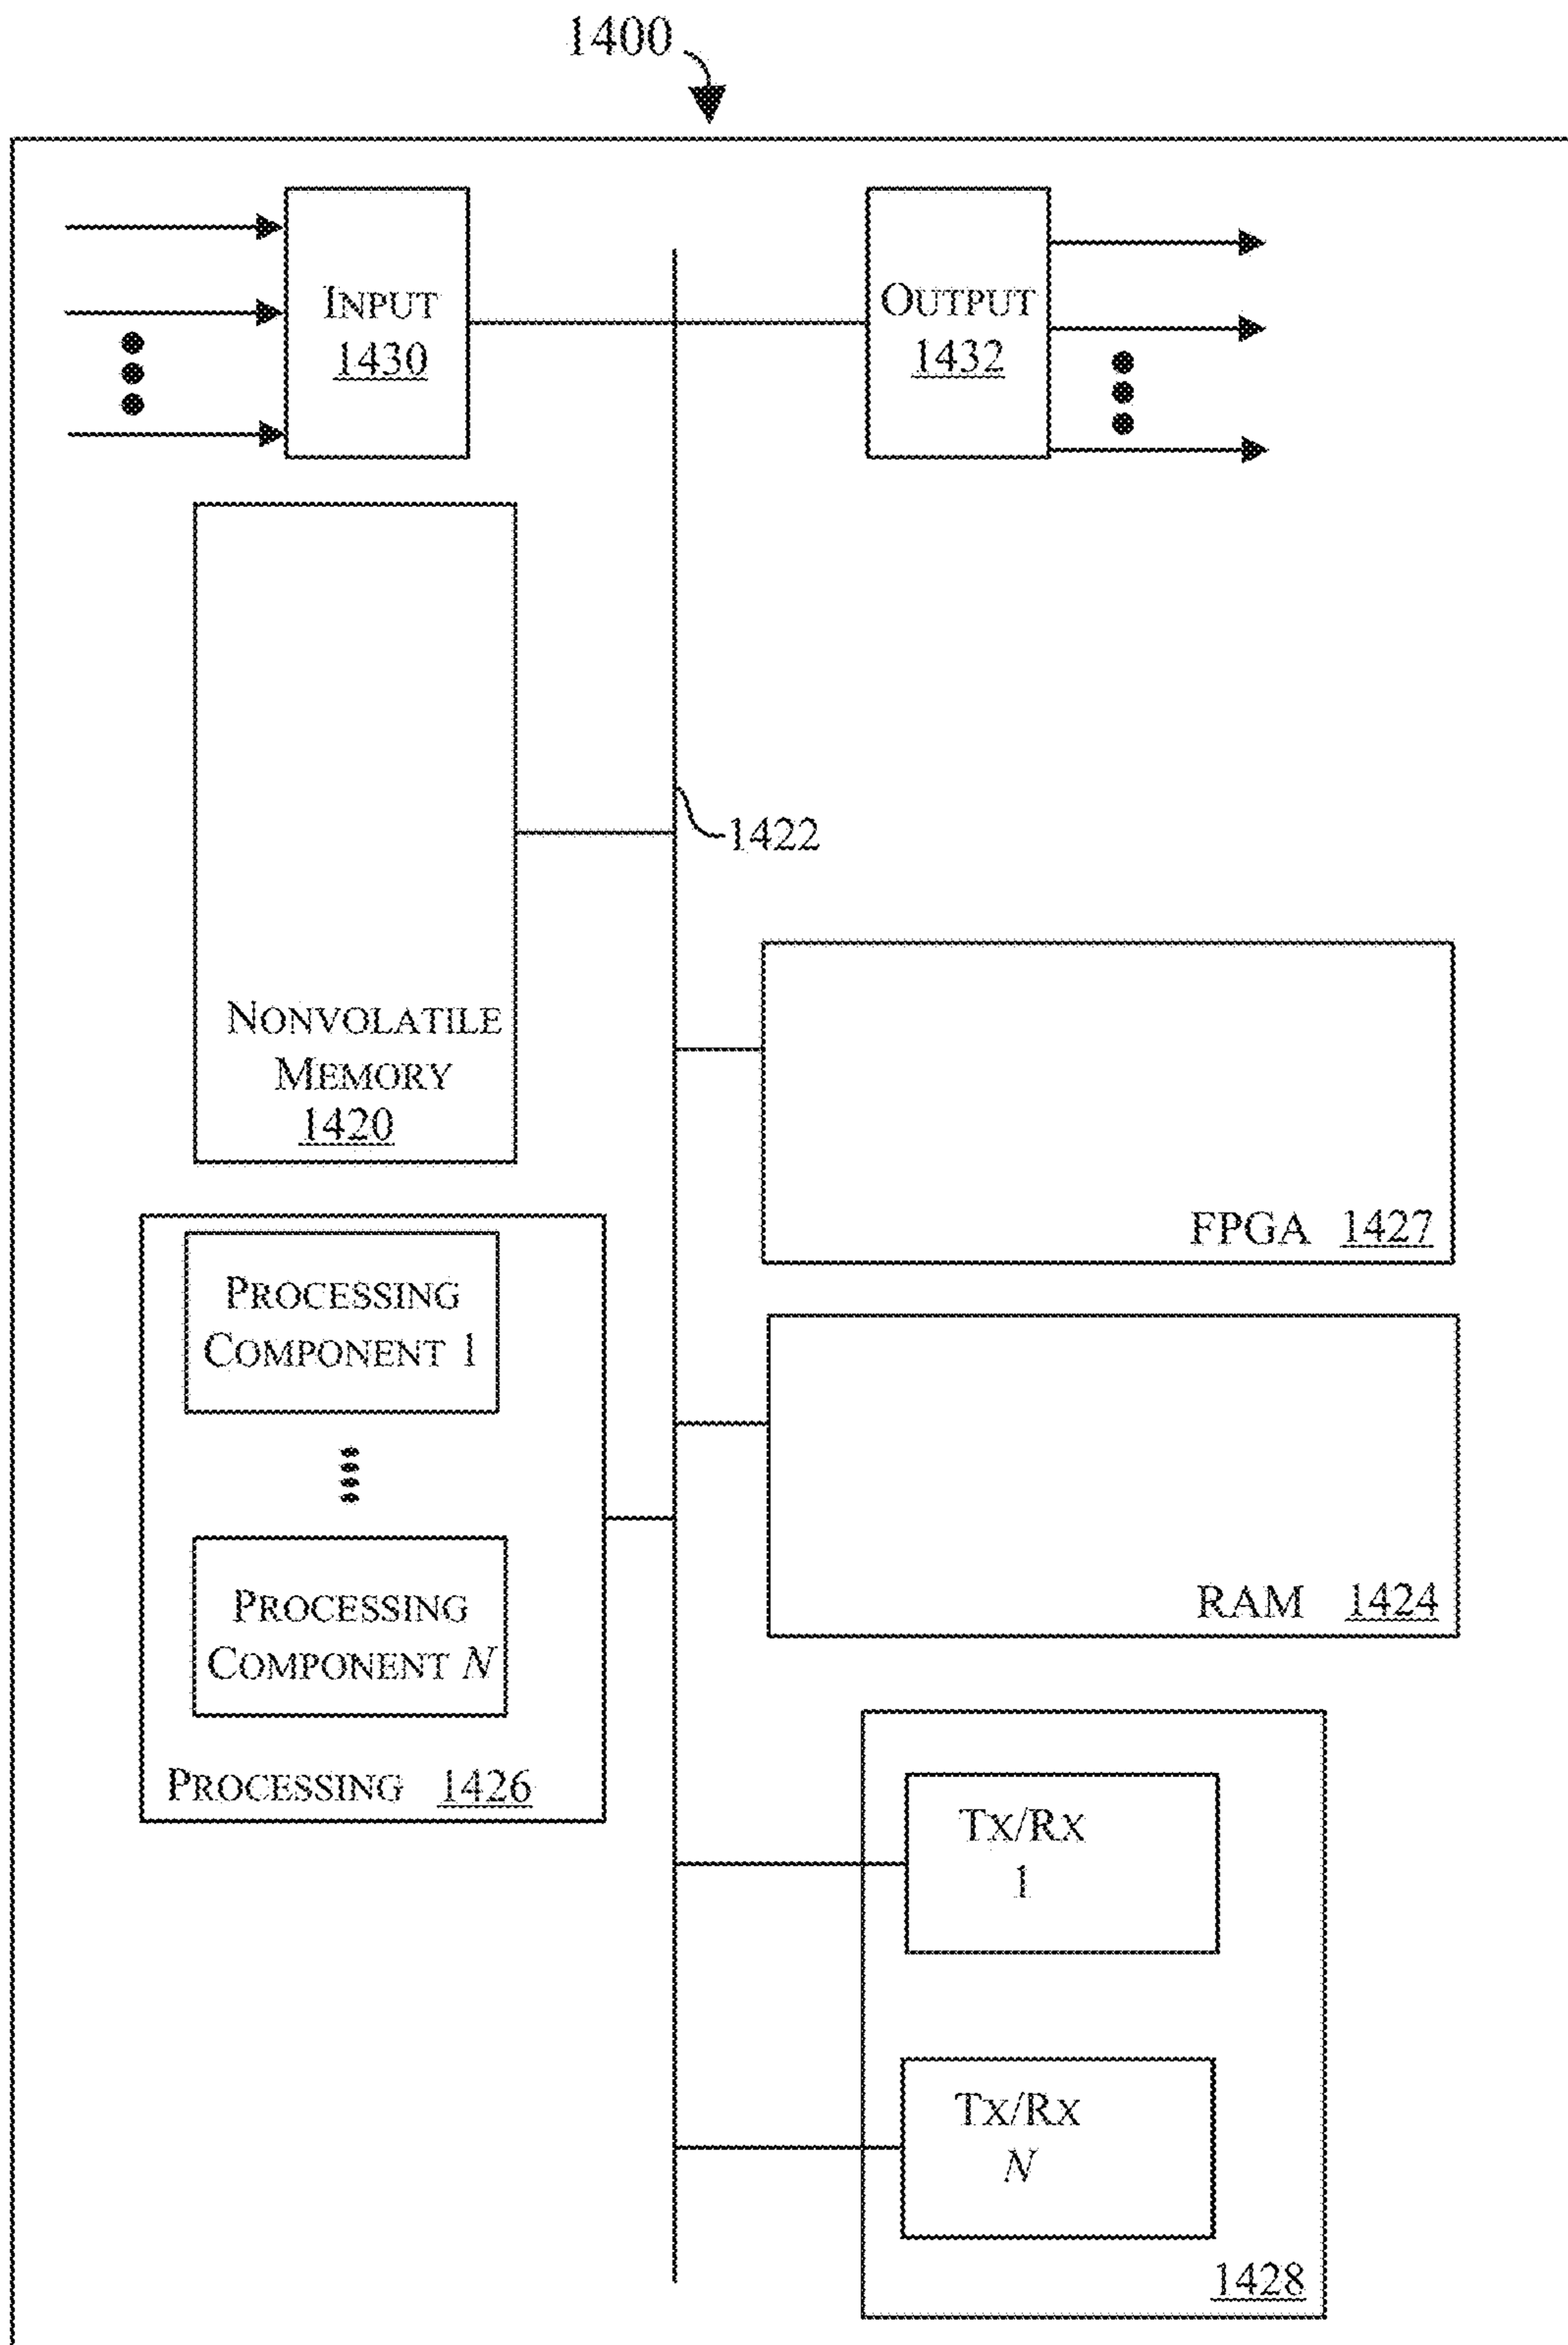 1400
INPUT
1430
OUTPUT
1432
1422
NONVOLATILE
MEMORY
1420
FPGA 1427
PROCESSING
COMPONENT 1
PROCESSING
COMPONENT N
PROCESSING 1426
RAM 1424
TX/RX
1
TX/RX
N
1428